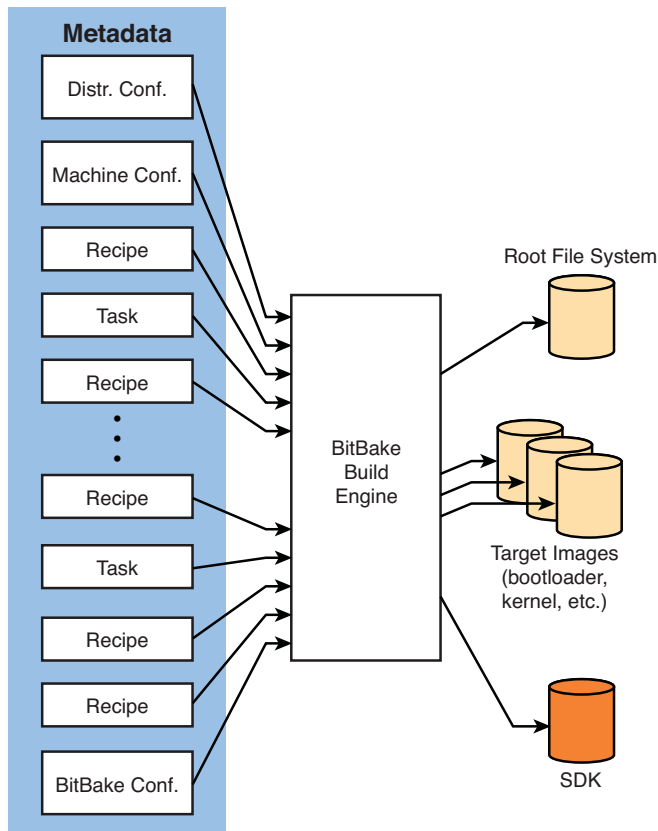 Metadata
Distr. Conf.
Machine Conf.
Recipe
Task
Recipe
Recipe
Task
Recipe
Recipe
BitBake Conf.
BitBake
Build
Engine
Root File System
Target Images
(bootloader,
kernel, etc.)
SDK